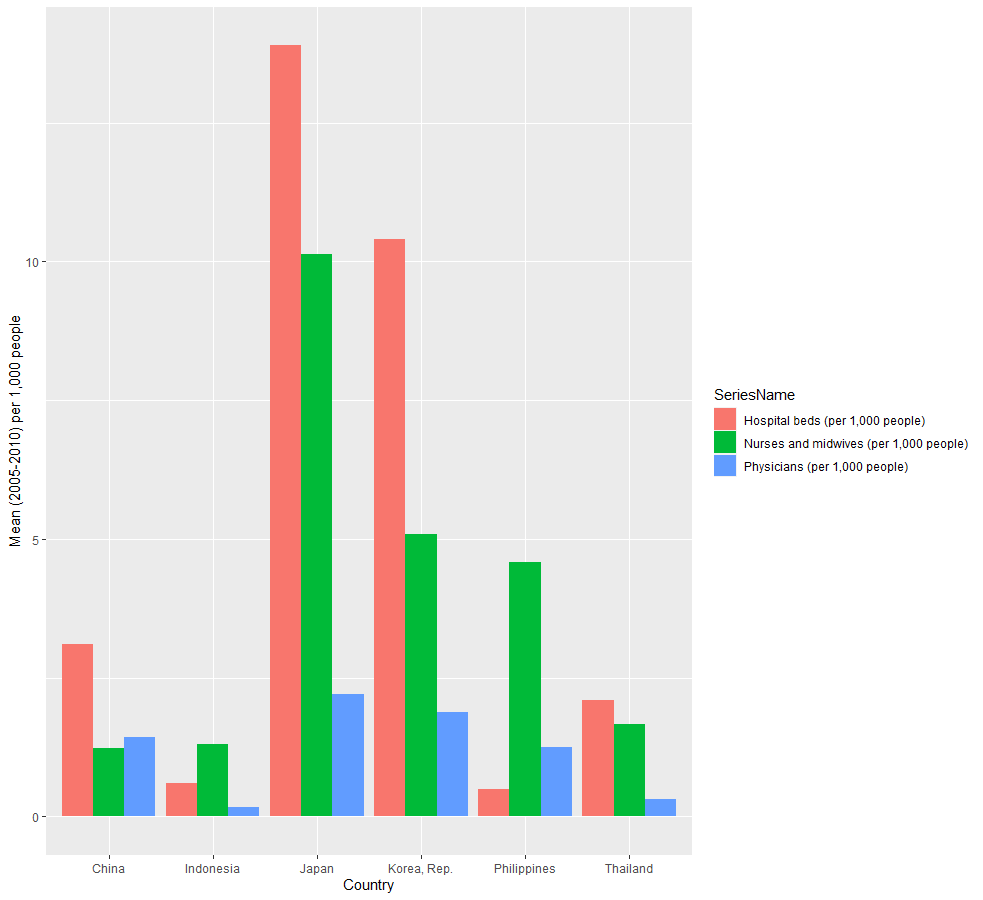 Mean (2005-2010) per 1,000 people
10
5
0
China
Indonesia
Japan
Korea, Rep.
Philippines
Thailand
Country
SeriesName
Hospital beds (per 1,000 people)
Nurses and midwives (per 1,000 people)
Physicians (per 1,000 people)